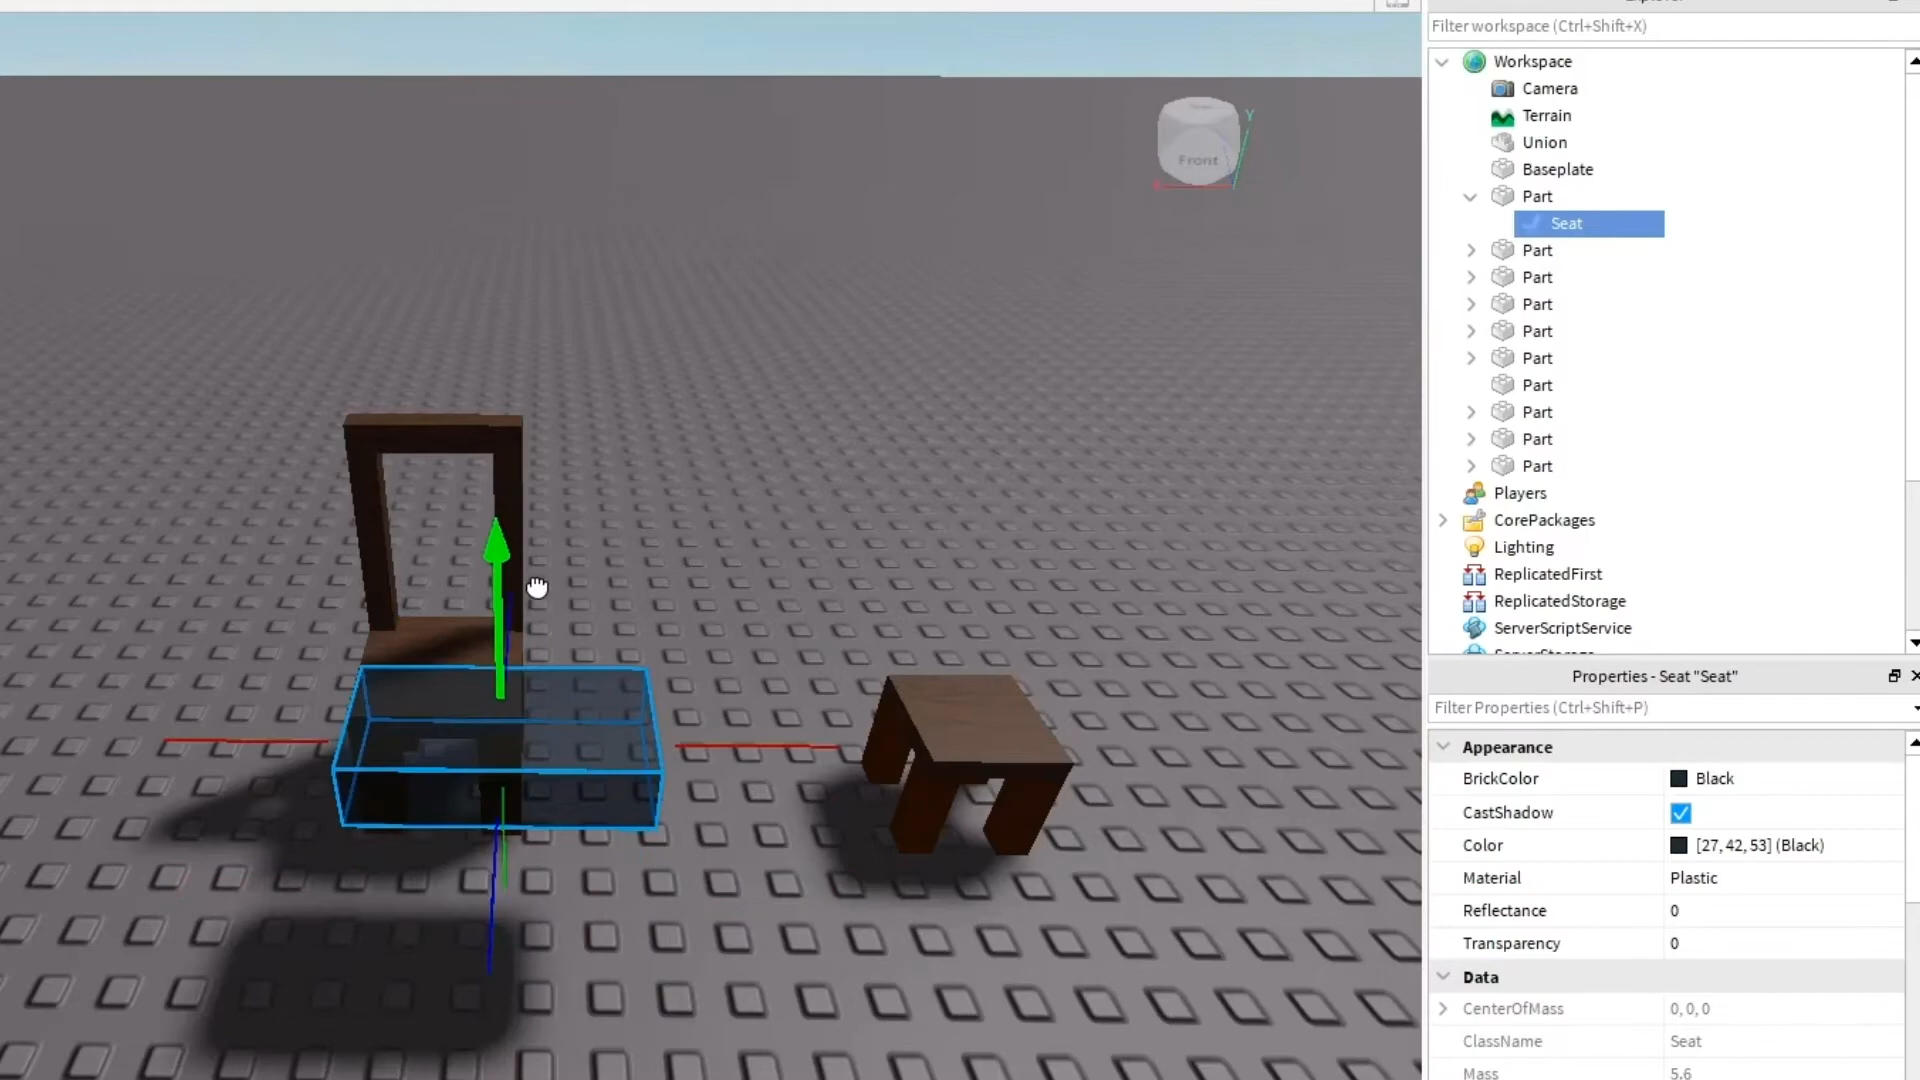 Filter workspace (Ctrl+Shift+X)
Workspace
Camera
Terrain
Union
Baseplate
Part
Seat
Part
Part
Part
Part
Part
Part
Part
Part
Part
Players
CorePackages
Lighting
ReplicatedFirst
ReplicatedStorage
ServerScriptService
Y
Front
Properties - Seat "Seat"
Filter Properties (Ctrl+Shift+P)
Appearance
BrickColor Black
CastShadow
Color [27, 42, 53] (Black)
Material Plastic
Reflectance 0
Transparency 0
Data
CenterOfMass 0, 0, 0
ClassName Seat
Mass 5.6